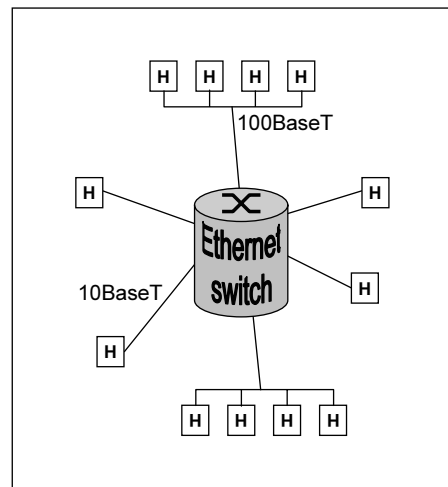 H H H H
100BaseT
H
H
Ethernet
switch
10BaseT
H
H
H H H H